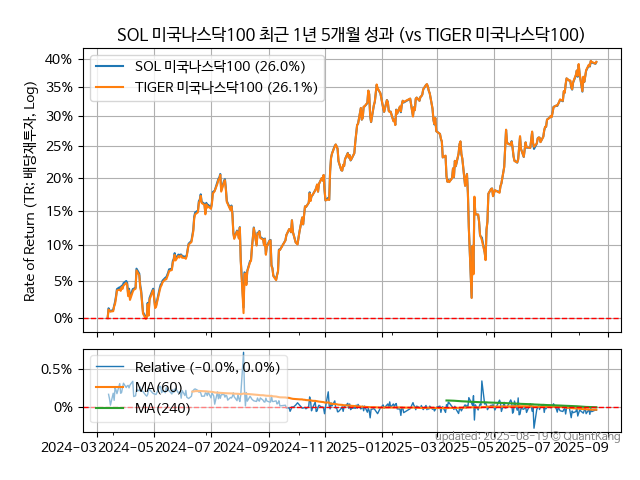 SOL 미국나스닥100 최근 1년 5개월 성과 (vs TIGER 미국나스닥100)
Rate of Return (TR: 배당재투자, Log)
40%
35%
30%
25%
20%
15%
10%
5%
0%
SOL 미국나스닥100 (26.0%)
TIGER 미국나스닥100 (26.1%)
0.5%
0%
Relative (−0.0%, 0.0%)
MA(60)
MA(240)
updated: 2025-08-19 © QuantKang
2024-03 2024-05 2024-07 2024-09 2024-11 2025-01 2025-03 2025-05 2025-07 2025-09